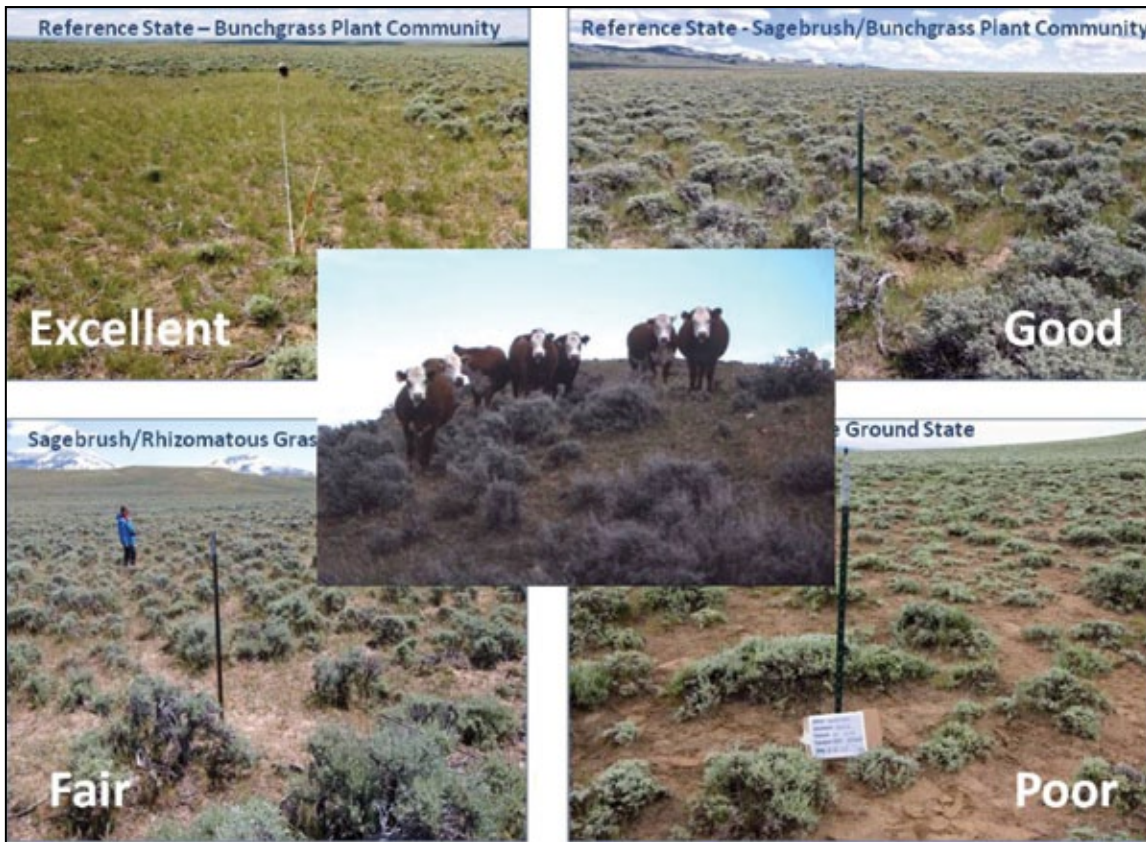 Reference State – Bunchgrass Plant Community
Reference State - Sagebrush/Bunchgrass Plant Community
Excellent
Good
Sagebrush/Rhizomatous Gras
e Ground State
Fair
Poor